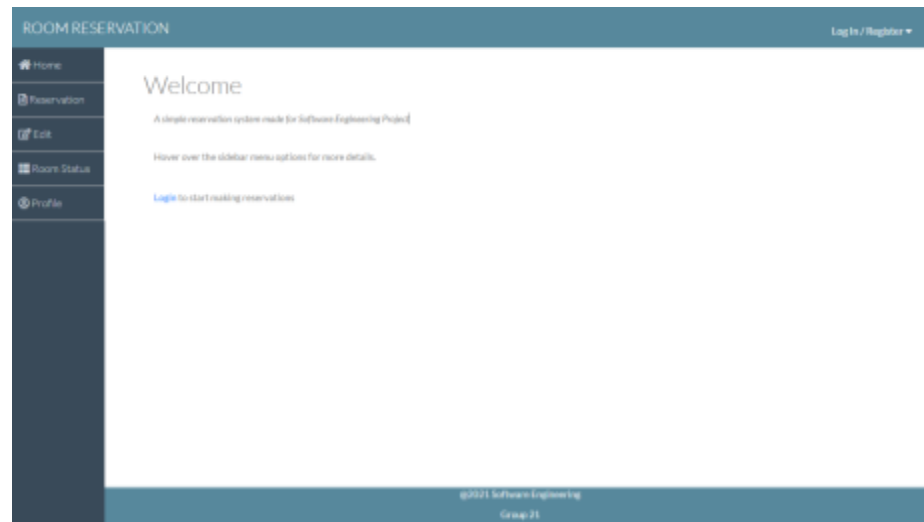 ROOM RESERVATION
Log In / Register
Home
Reservation
Edit
Room Status
Profile
Welcome
A simple reservation system made for Software Engineering Project
Hover over the sidebar menu options for more details.
Login to start making reservations
@2021 Software Engineering
Group 21